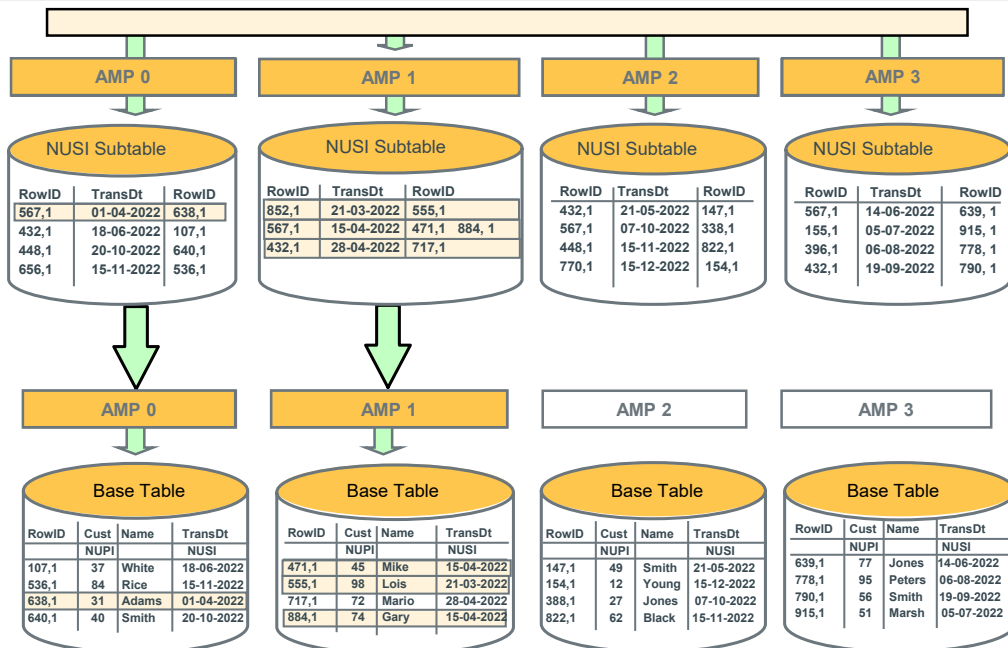 AMP 0
AMP 1
AMP 2
AMP 3
NUSI Subtable
RowID TransDt RowID
567,1 01-04-2022 638,1
432,1 18-06-2022 107,1
448,1 20-10-2022 640,1
656,1 15-11-2022 536,1
NUSI Subtable
RowID TransDt RowID
852,1 21-03-2022 555,1
567,1 15-04-2022 471,1 884, 1
432,1 28-04-2022 717,1
NUSI Subtable
RowID TransDt RowID
432,1 21-05-2022 147,1
567,1 07-10-2022 338,1
448,1 15-11-2022 822,1
770,1 15-12-2022 154,1
NUSI Subtable
RowID TransDt RowID
567,1 14-06-2022 639, 1
155,1 05-07-2022 915, 1
396,1 06-08-2022 778, 1
432,1 19-09-2022 790, 1
AMP 0
AMP 1
AMP 2
AMP 3
Base Table
RowID Cust Name TransDt
NUPI NUSI
107,1 37 White 18-06-2022
536,1 84 Rice 15-11-2022
638,1 31 Adams 01-04-2022
640,1 40 Smith 20-10-2022
Base Table
RowID Cust Name TransDt
NUPI NUSI
471,1 45 Mike 15-04-2022
555,1 98 Lois 21-03-2022
717,1 72 Mario 28-04-2022
884,1 74 Gary 15-04-2022
Base Table
RowID Cust Name TransDt
NUPI NUSI
147,1 49 Smith 21-05-2022
154,1 12 Young 15-12-2022
388,1 27 Jones 07-10-2022
822,1 62 Black 15-11-2022
Base Table
RowID Cust Name TransDt
NUPI NUSI
639,1 77 Jones 14-06-2022
778,1 95 Peters 06-08-2022
790,1 56 Smith 19-09-2022
915,1 51 Marsh 05-07-2022